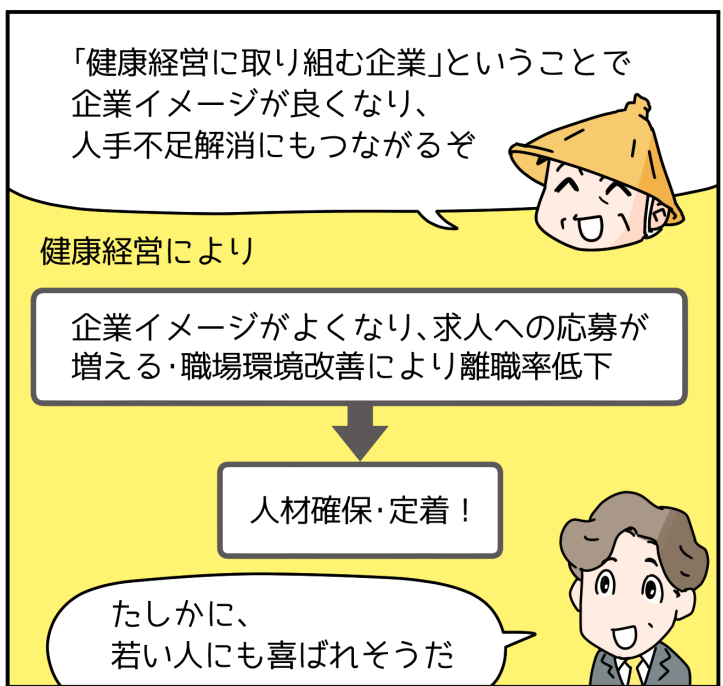 「健康経営に取り組む企業」ということで
企業イメージが良くなり、
人手不足解消にもつながるぞ
健康経営により
企業イメージがよくなり、求人への応募が
増える・職場環境改善により離職率低下
人材確保・定着！
たしかに、
若い人にも喜ばれそうだ